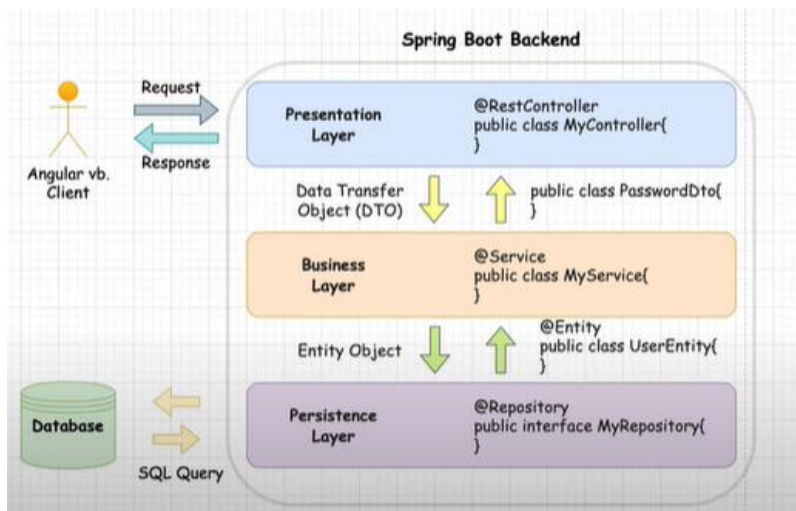 Spring Boot Backend
Request
Response
Angular vb.
Client
Presentation
Layer
@RestController
public class MyController{
}
Data Transfer
Object (DTO)
public class PasswordDto{
}
Business
Layer
@Service
public class MyService{
}
Entity Object
@Entity
public class UserEntity{
}
Database
SQL Query
Persistence
Layer
@Repository
public interface MyRepository{
}